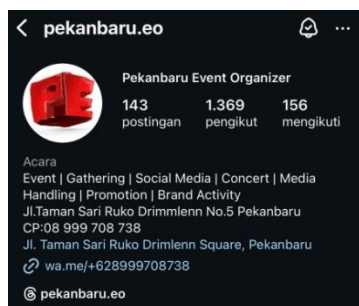 pekanbaru.eo
PE
Pekanbaru Event Organizer
143 1.369 156
postingan pengikut mengikuti
Acara
Event | Gathering | Social Media | Concert | Media
Handling | Promotion | Brand Activity
Jl.Taman Sari Ruko Drimmlenn No.5 Pekanbaru
CP:08 999 708 738
Jl. Taman Sari Ruko Drimlenn Square, Pekanbaru
wa.me/+628999708738
pekanbaru.eo